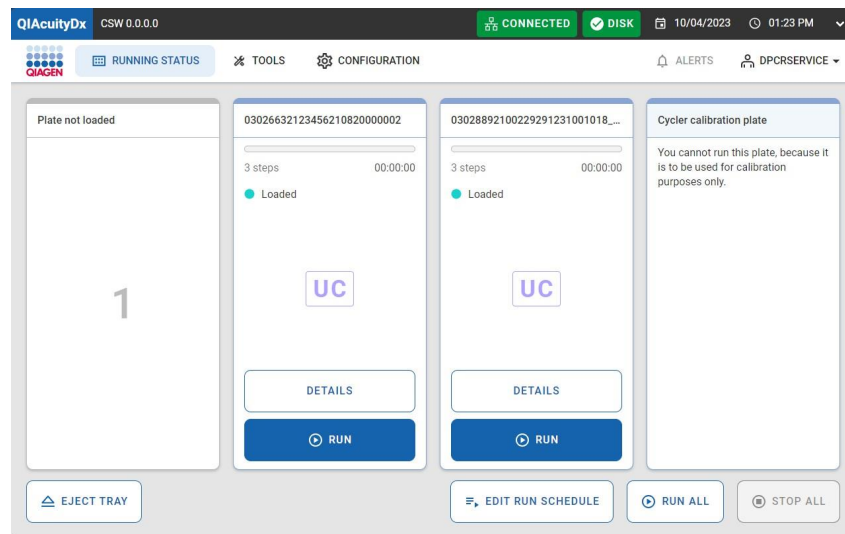 QIAcuityDx CSW 0.0.0.0 CONNECTED DISK 10/04/2023 01:23 PM
QIAGEN RUNNING STATUS TOOLS CONFIGURATION ALERTS DPCRSERVICE
Plate not loaded
1
03026632123456210820000002
3 steps 00:00:00
Loaded
UC
DETAILS
RUN
03028892100229291231001018_...
3 steps 00:00:00
Loaded
UC
DETAILS
RUN
Cycler calibration plate
You cannot run this plate, because it
is to be used for calibration
purposes only.
EJECT TRAY EDIT RUN SCHEDULE RUN ALL STOP ALL